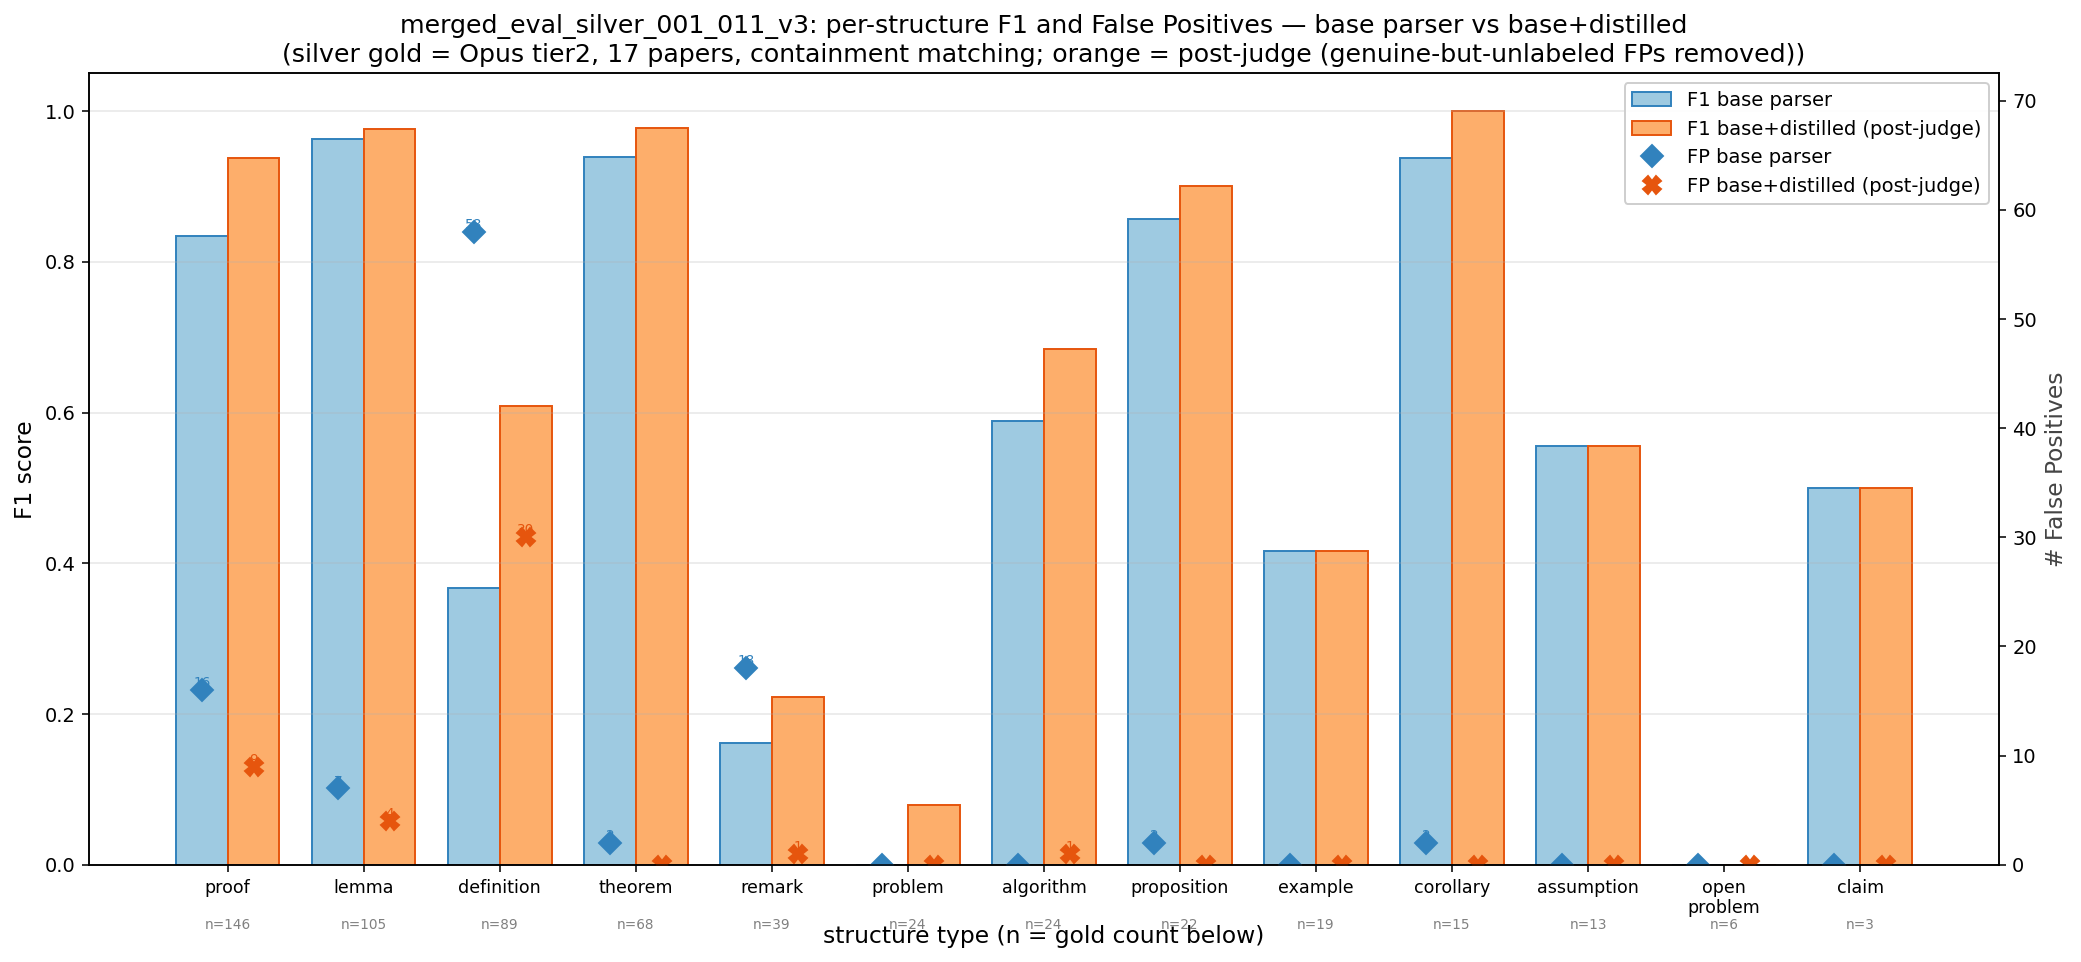 merged_eval_silver_001_011_v3: per-structure F1 and False Positives — base parser vs base+distilled
(silver gold = Opus tier2, 17 papers, containment matching; orange = post-judge (genuine-but-unlabeled FPs removed))
F1 base parser
F1 base+distilled (post-judge)
FP base parser
FP base+distilled (post-judge)
1.0
0.8
0.6
0.4
0.2
0.0
F1 score
70
60
50
40
30
20
10
0
# False Positives
proof
lemma
definition
theorem
remark
problem
algorithm
proposition
example
corollary
assumption
open
problem
claim
n=146
n=105
n=89
n=68
n=39
n=24
n=24
n=22
n=19
n=15
n=13
n=6
n=3
structure type (n = gold count below)